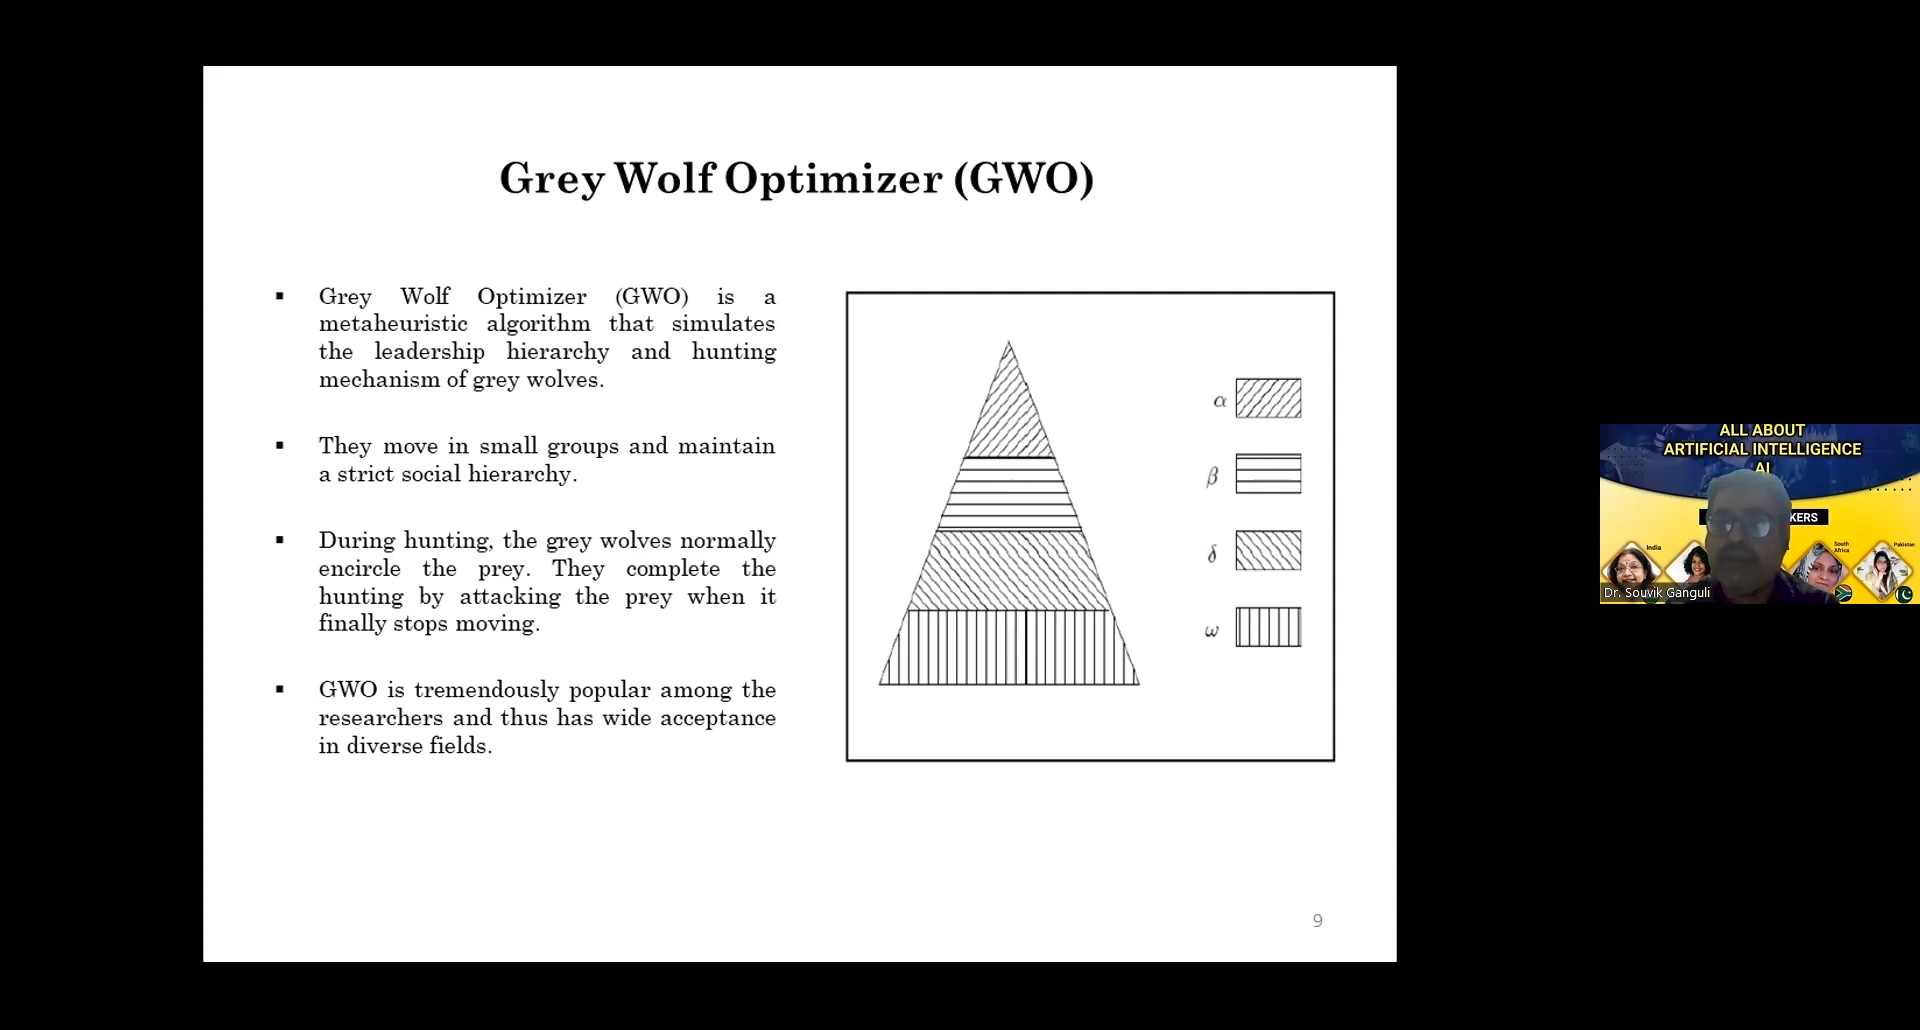 Grey Wolf Optimizer (GWO)
▪ Grey Wolf Optimizer (GWO) is a
metaheuristic algorithm that simulates
the leadership hierarchy and hunting
mechanism of grey wolves.
▪ They move in small groups and maintain
a strict social hierarchy.
▪ During hunting, the grey wolves normally
encircle the prey. They complete the
hunting by attacking the prey when it
finally stops moving.
▪ GWO is tremendously popular among the
researchers and thus has wide acceptance
in diverse fields.
α
β
δ
ω
9
ALL ABOUT
ARTIFICIAL INTELLIGENCE
AI
KERS
India
South
Africa
Pakistan
Dr. Souvik Ganguli